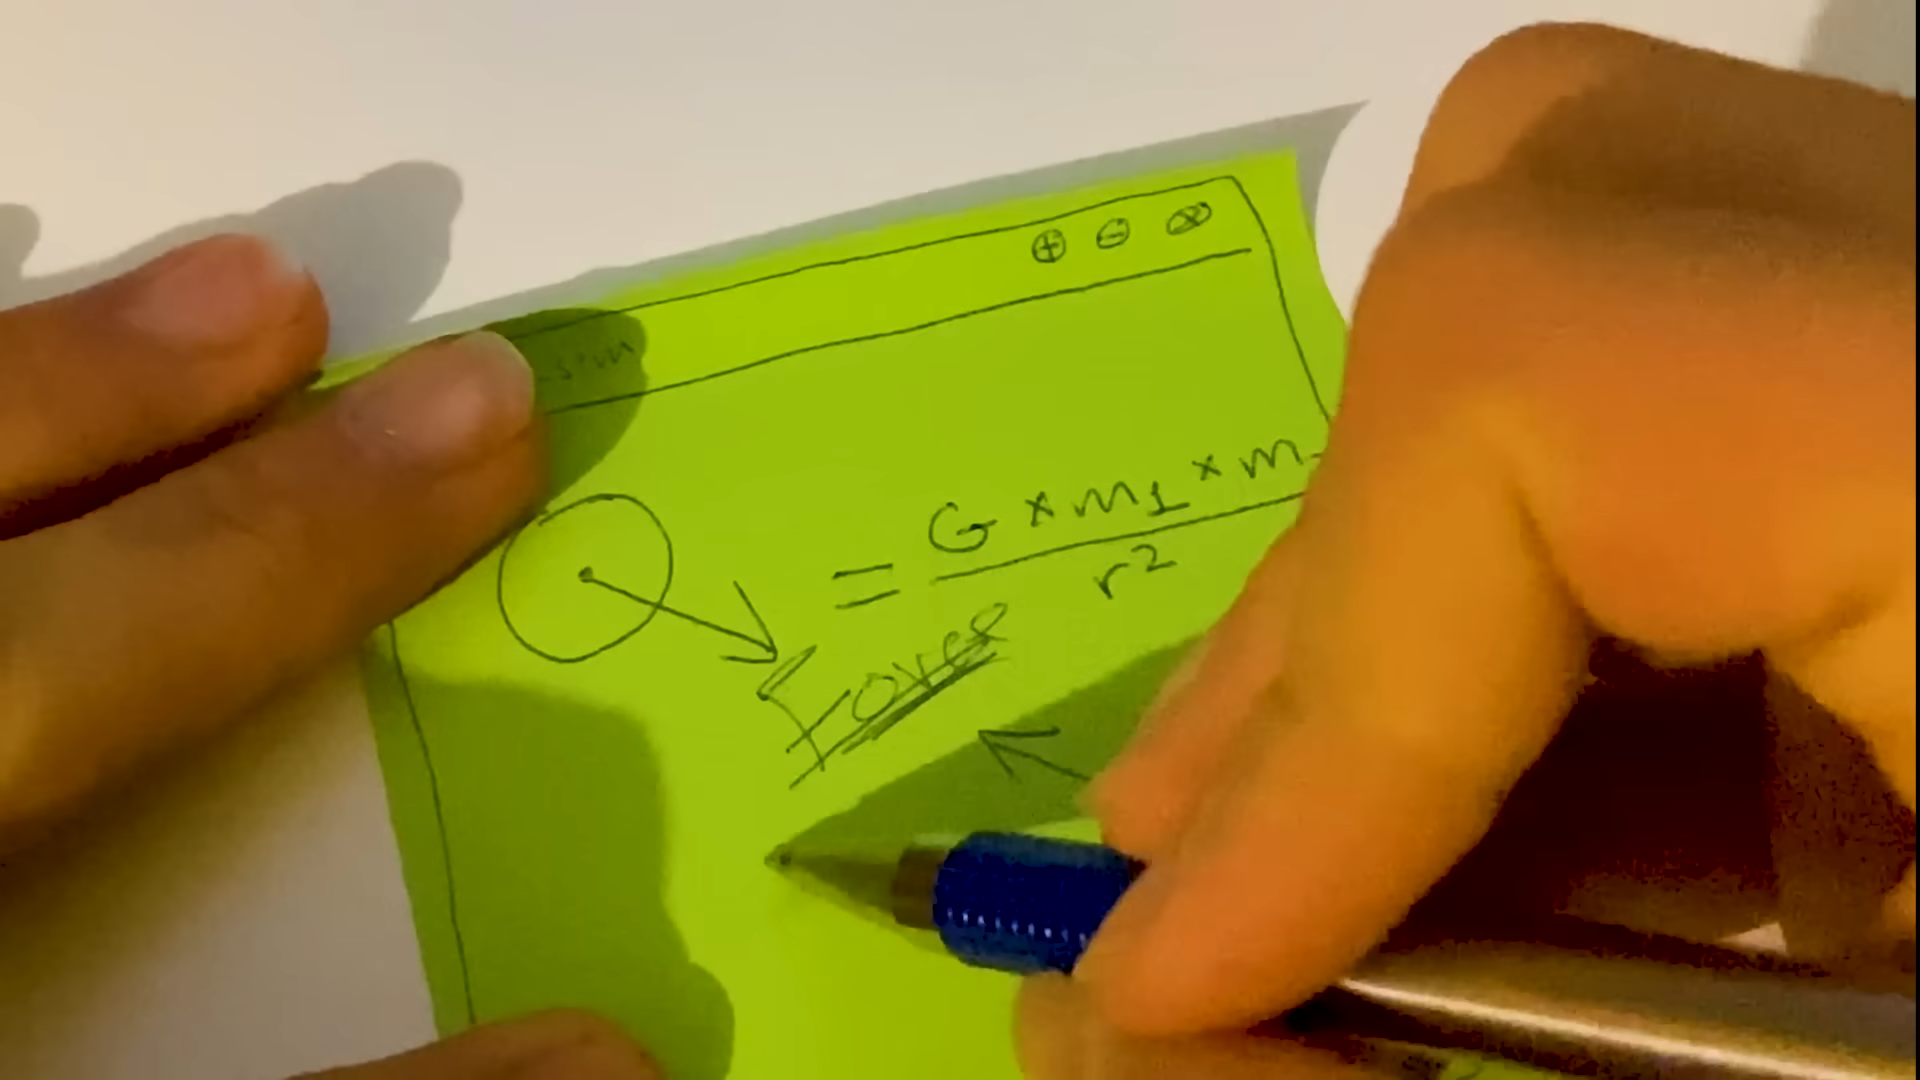 = G × m₁ × m
r²
Force